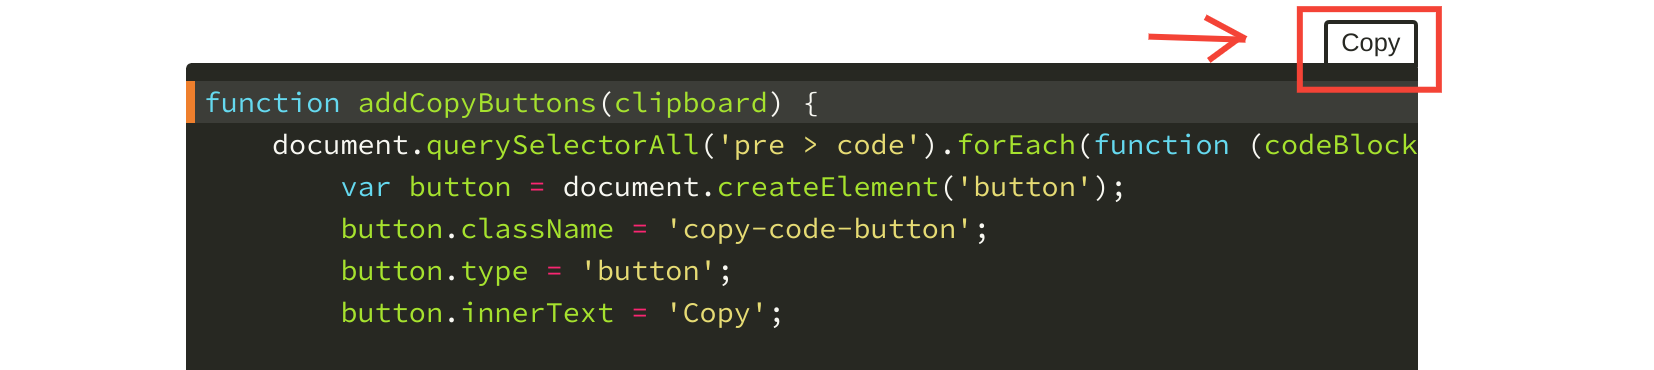 Copy
function addCopyButtons(clipboard) {
    document.querySelectorAll('pre > code').forEach(function (codeBlock
        var button = document.createElement('button');
        button.className = 'copy-code-button';
        button.type = 'button';
        button.innerText = 'Copy';